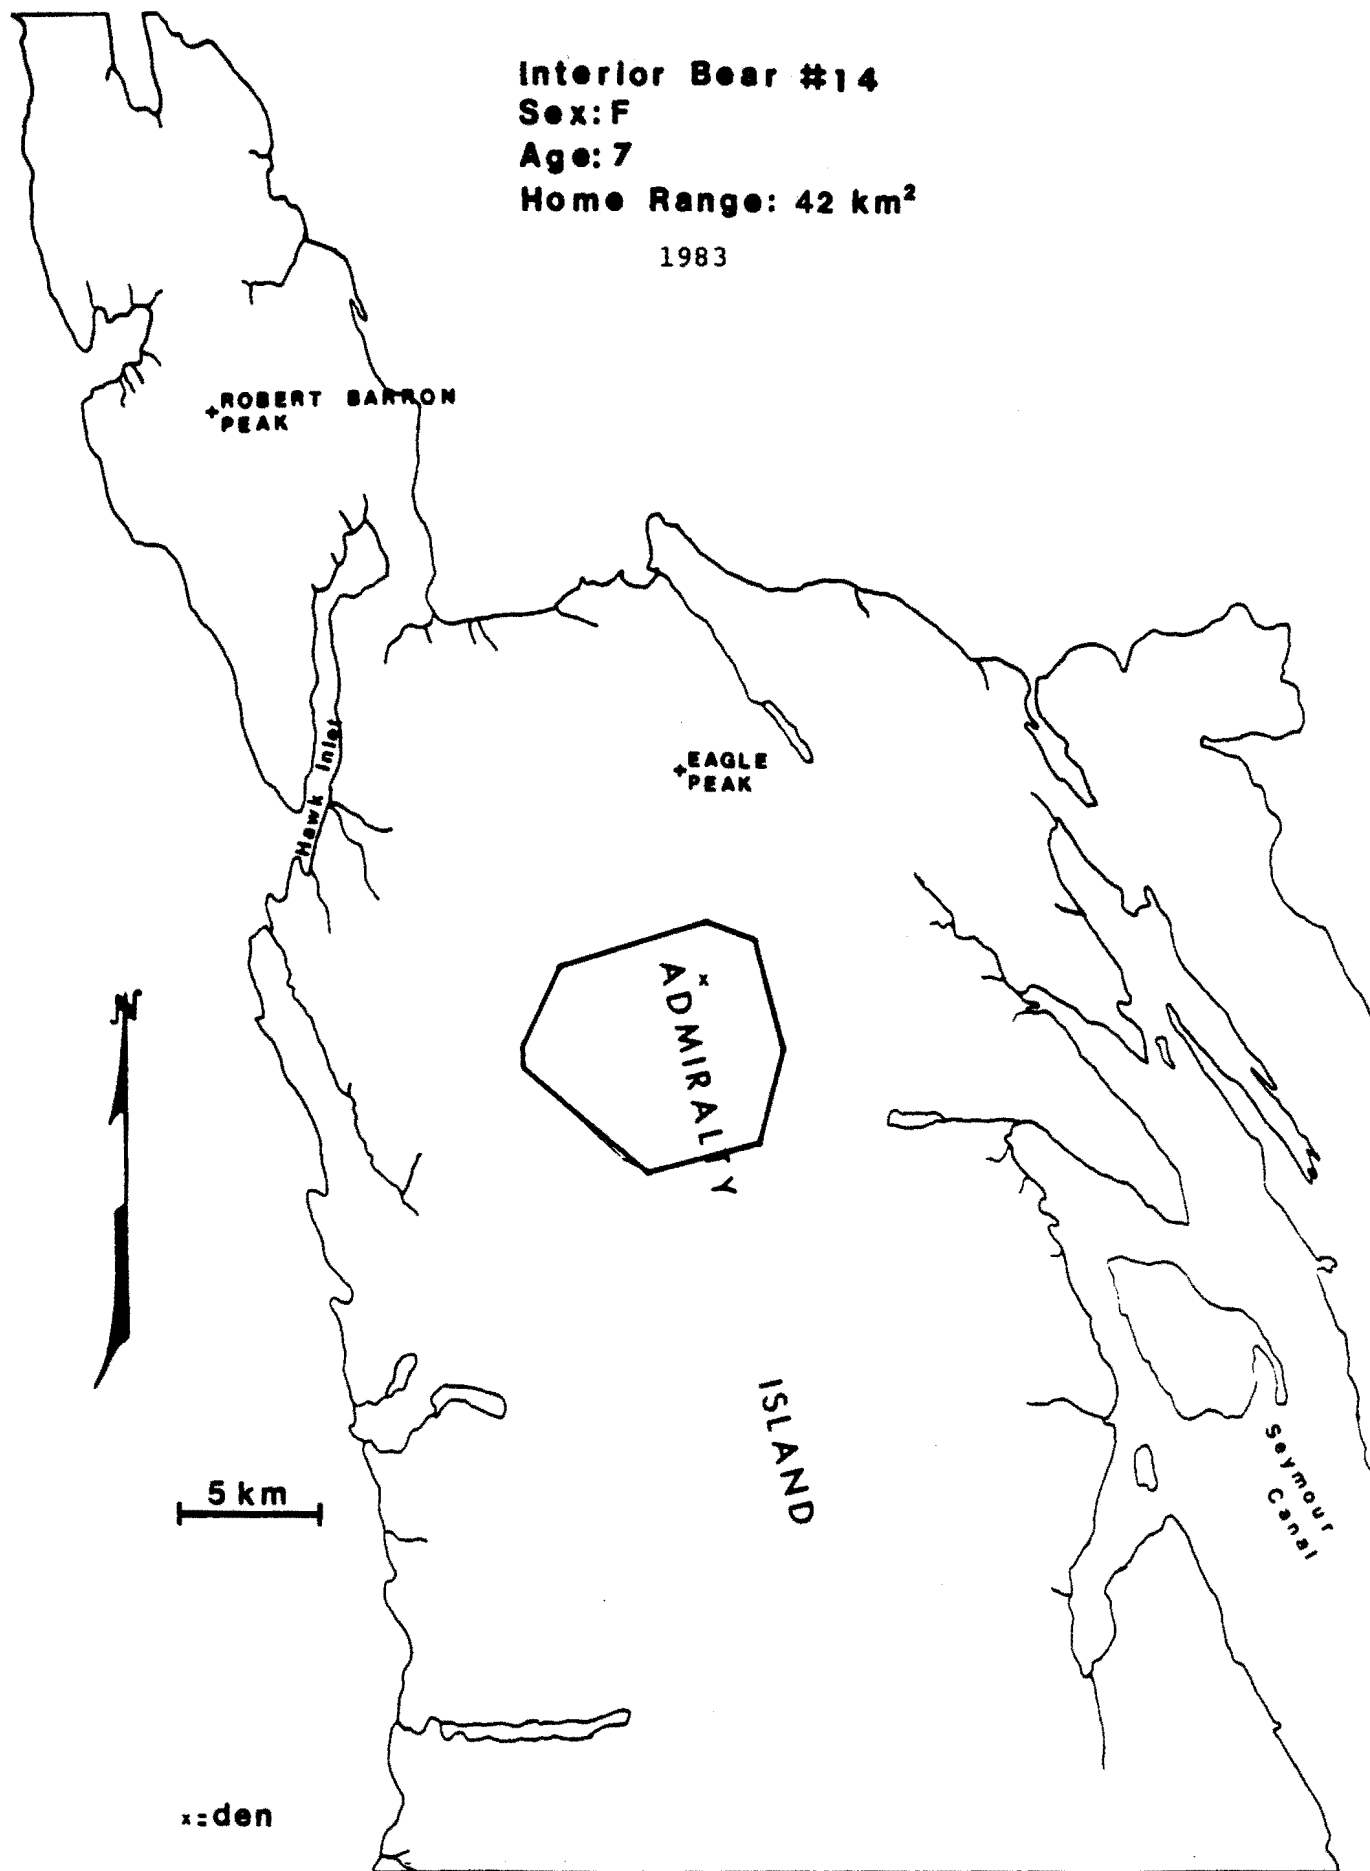 Interior Bear #14
Sex: F
Age: 7
Home Range: 42 km²
1983
+ROBERT BARRON
PEAK
+EAGLE
PEAK
Hawk Inlet
x
ADMIRALTY
N
ISLAND
Seymour
Canal
5 km
x=den